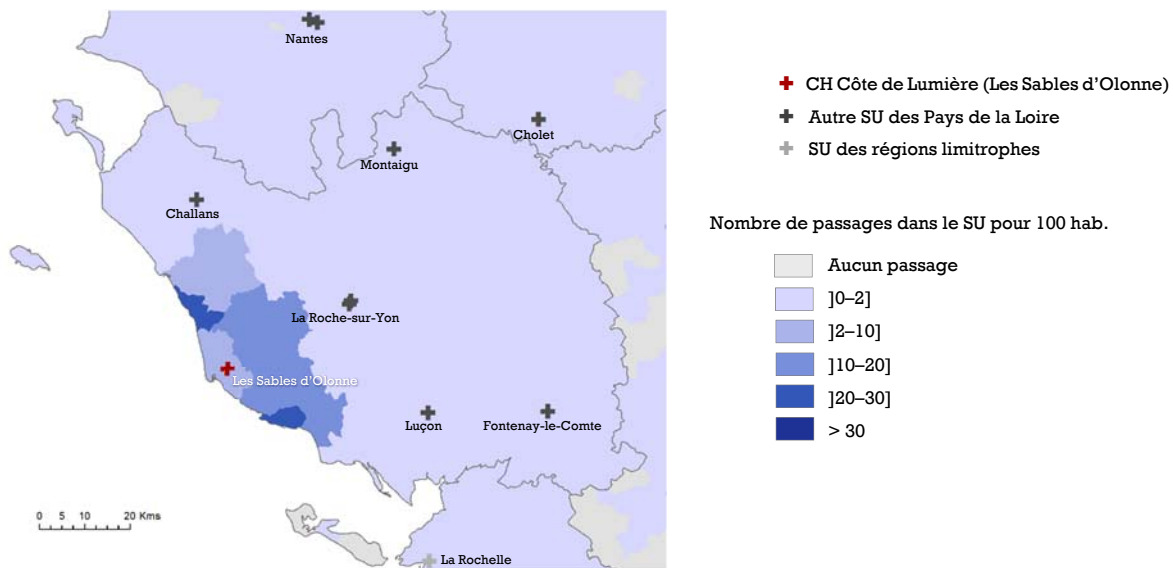 Nantes
Cholet
Montaigu
Challans
La Roche-sur-Yon
Les Sables d'Olonne
Luçon
Fontenay-le-Comte
0 5 10 20 Kms
La Rochelle
CH Côte de Lumière (Les Sables d'Olonne)
Autre SU des Pays de la Loire
SU des régions limitrophes
Nombre de passages dans le SU pour 100 hab.
Aucun passage
]0–2]
]2–10]
]10–20]
]20–30]
> 30